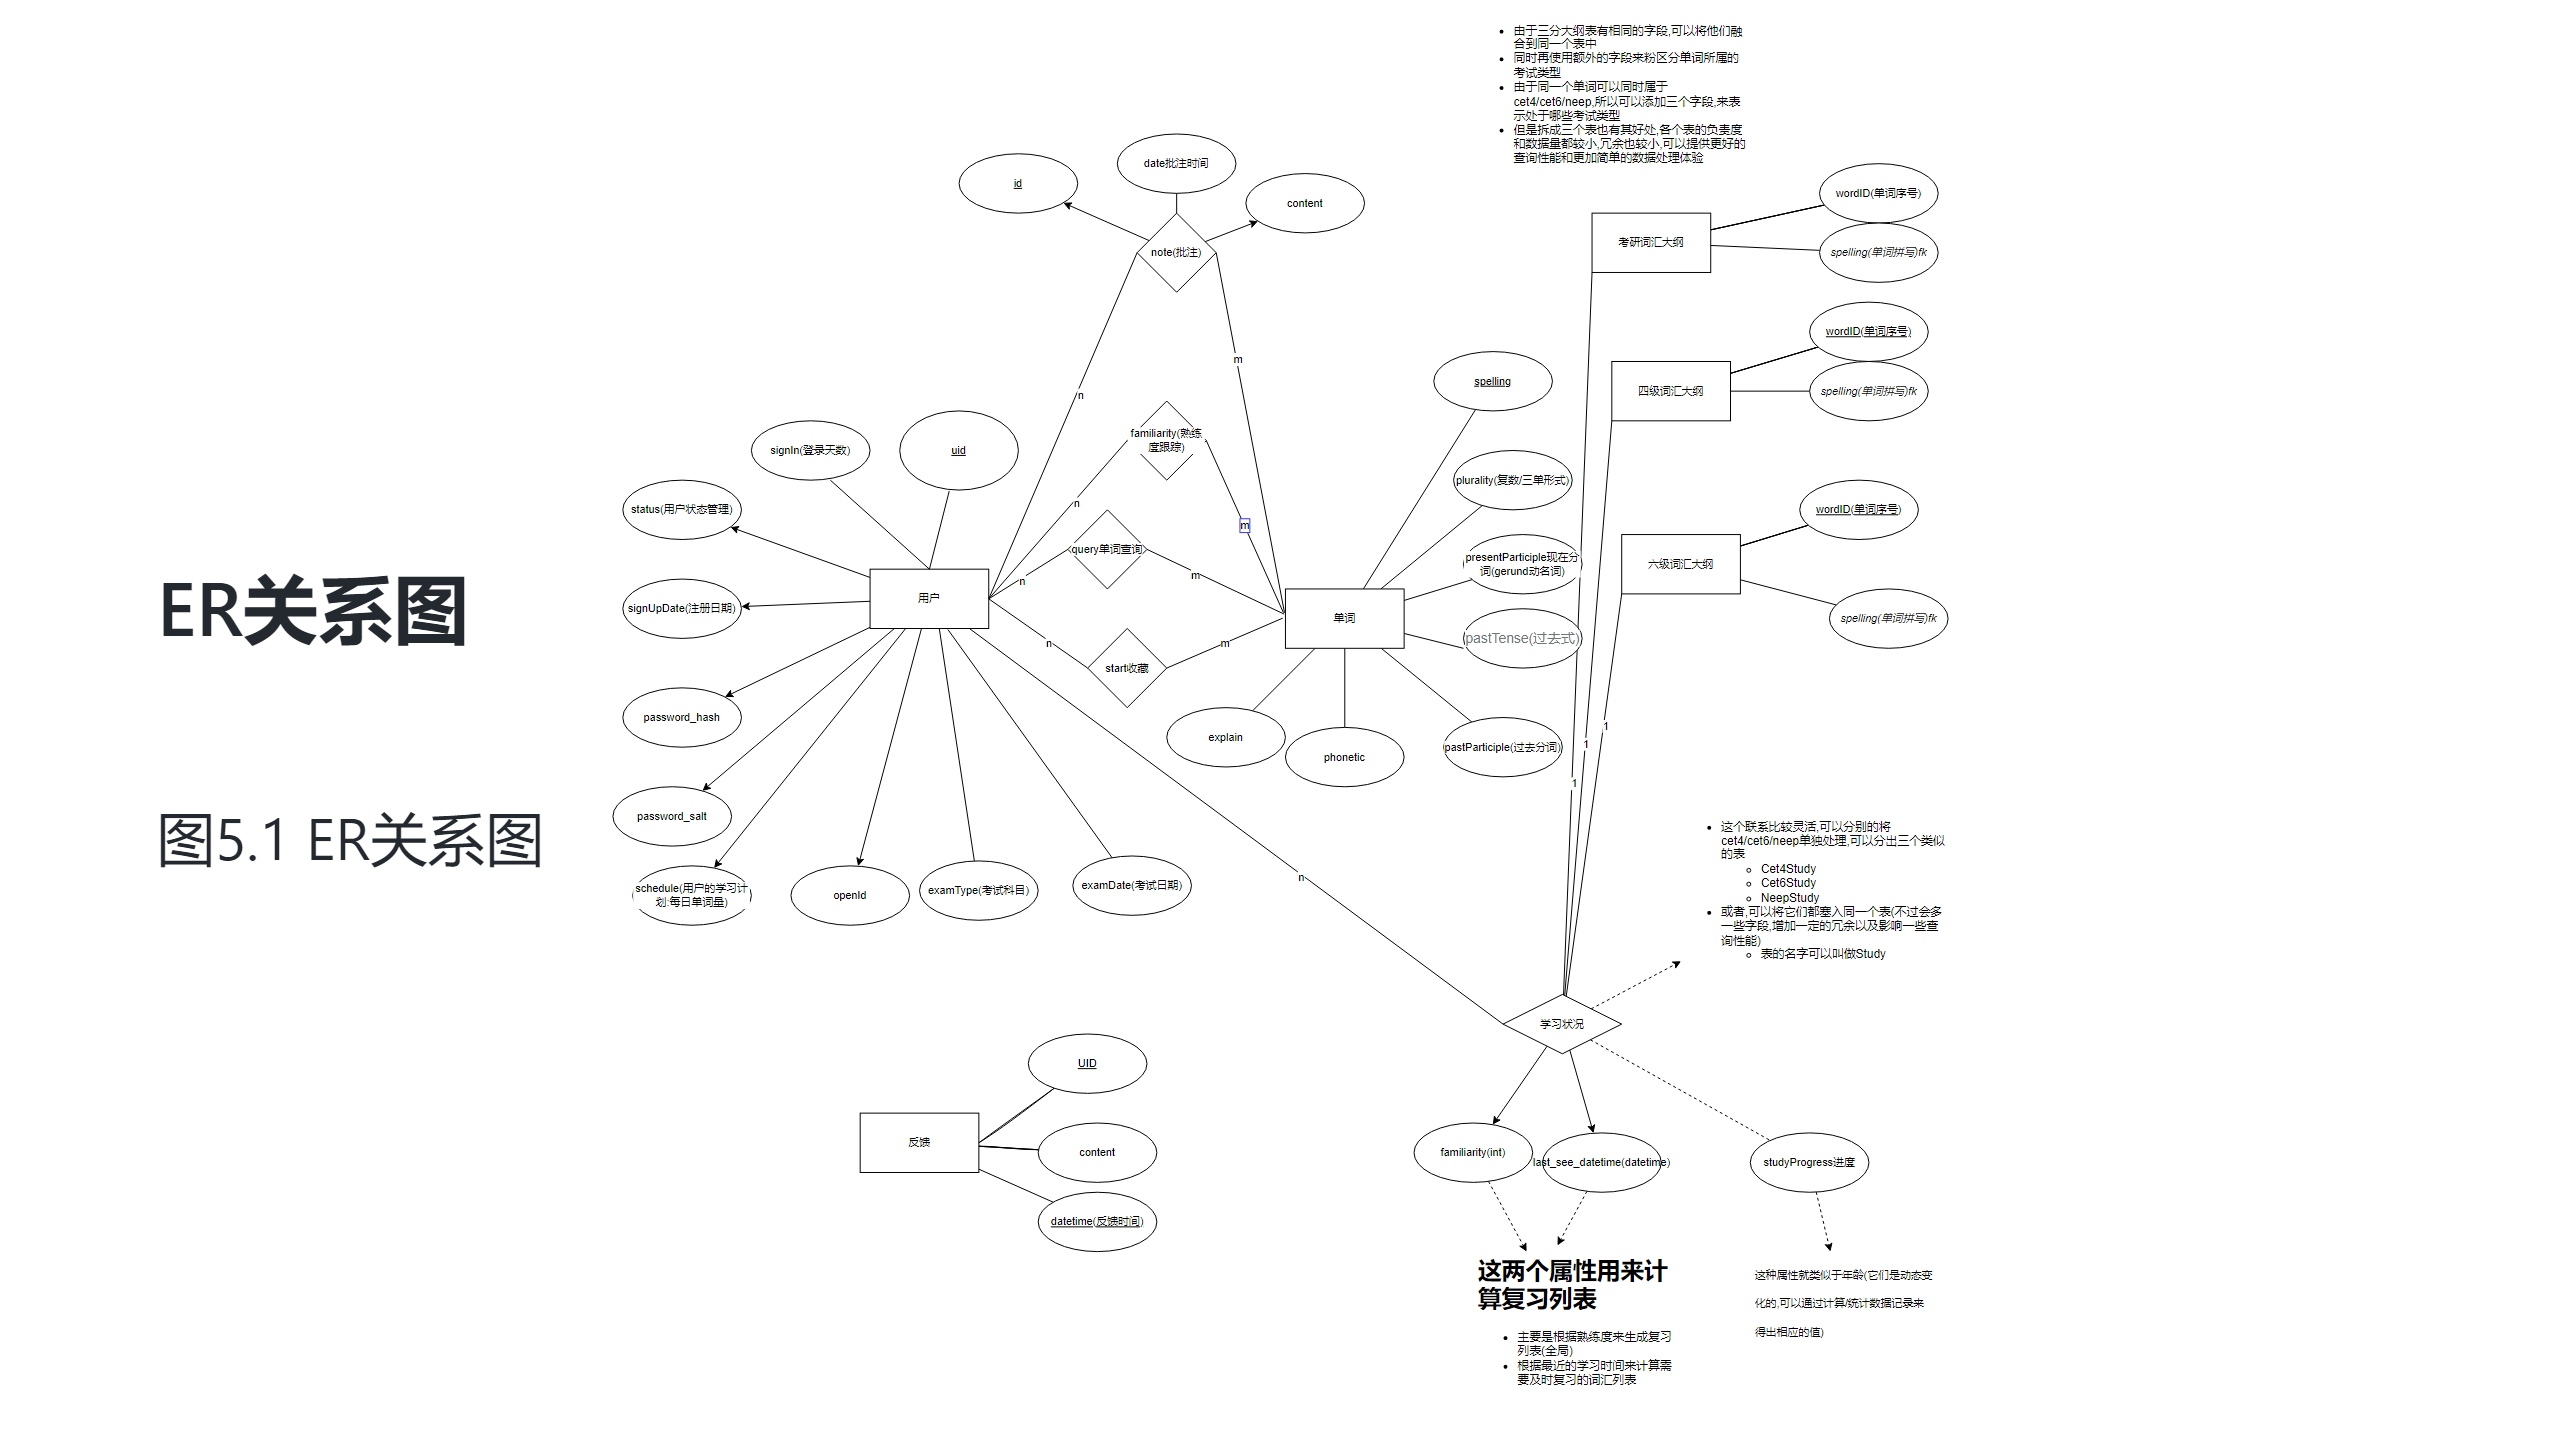 ER关系图
图5.1 ER关系图
由于三分大纲表有相同的字段,可以将他们融
合到同一个表中
同时再使用额外的字段来粉区分单词所属的
考试类型
由于同一个单词可以同时属于
cet4/cet6/neep,所以可以添加三个字段,来表
示处于哪些考试类型
但是拆成三个表也有其好处,各个表的负责度
和数据量都较小,冗余也较小,可以提供更好的
查询性能和更加简单的数据处理体验
id
date批注时间
content
note(批注)
n
m
familiarity(熟练
度跟踪)
n
m
query单词查询
n
m
start收藏
n
m
signIn(登录天数)
uid
status(用户状态管理)
用户
signUpDate(注册日期)
password_hash
password_salt
schedule(用户的学习计
划:每日单词量)
openId
examType(考试科目)
examDate(考试日期)
spelling
plurality(复数/三单形式)
presentParticiple现在分
词(gerund动名词)
单词
pastTense(过去式)
explain
phonetic
pastParticiple(过去分词)
考研词汇大纲
wordID(单词序号)
spelling(单词拼写)fk
四级词汇大纲
wordID(单词序号)
spelling(单词拼写)fk
六级词汇大纲
wordID(单词序号)
spelling(单词拼写)fk
1
1
1
n
这个联系比较灵活,可以分别的将
cet4/cet6/neep单独处理,可以分出三个类似
的表
Cet4Study
Cet6Study
NeepStudy
或者,可以将它们都塞入同一个表(不过会多
一些字段,增加一定的冗余以及影响一些查
询性能)
表的名字可以叫做Study
学习状况
familiarity(int)
last_see_datetime(datetime)
studyProgress进度
这两个属性用来计
算复习列表
主要是根据熟练度来生成复习
列表(全局)
根据最近的学习时间来计算需
要及时复习的词汇列表
这种属性就类似于年龄(它们是动态变
化的,可以通过计算/统计数据记录来
得出相应的值)
反馈
UID
content
datetime(反馈时间)